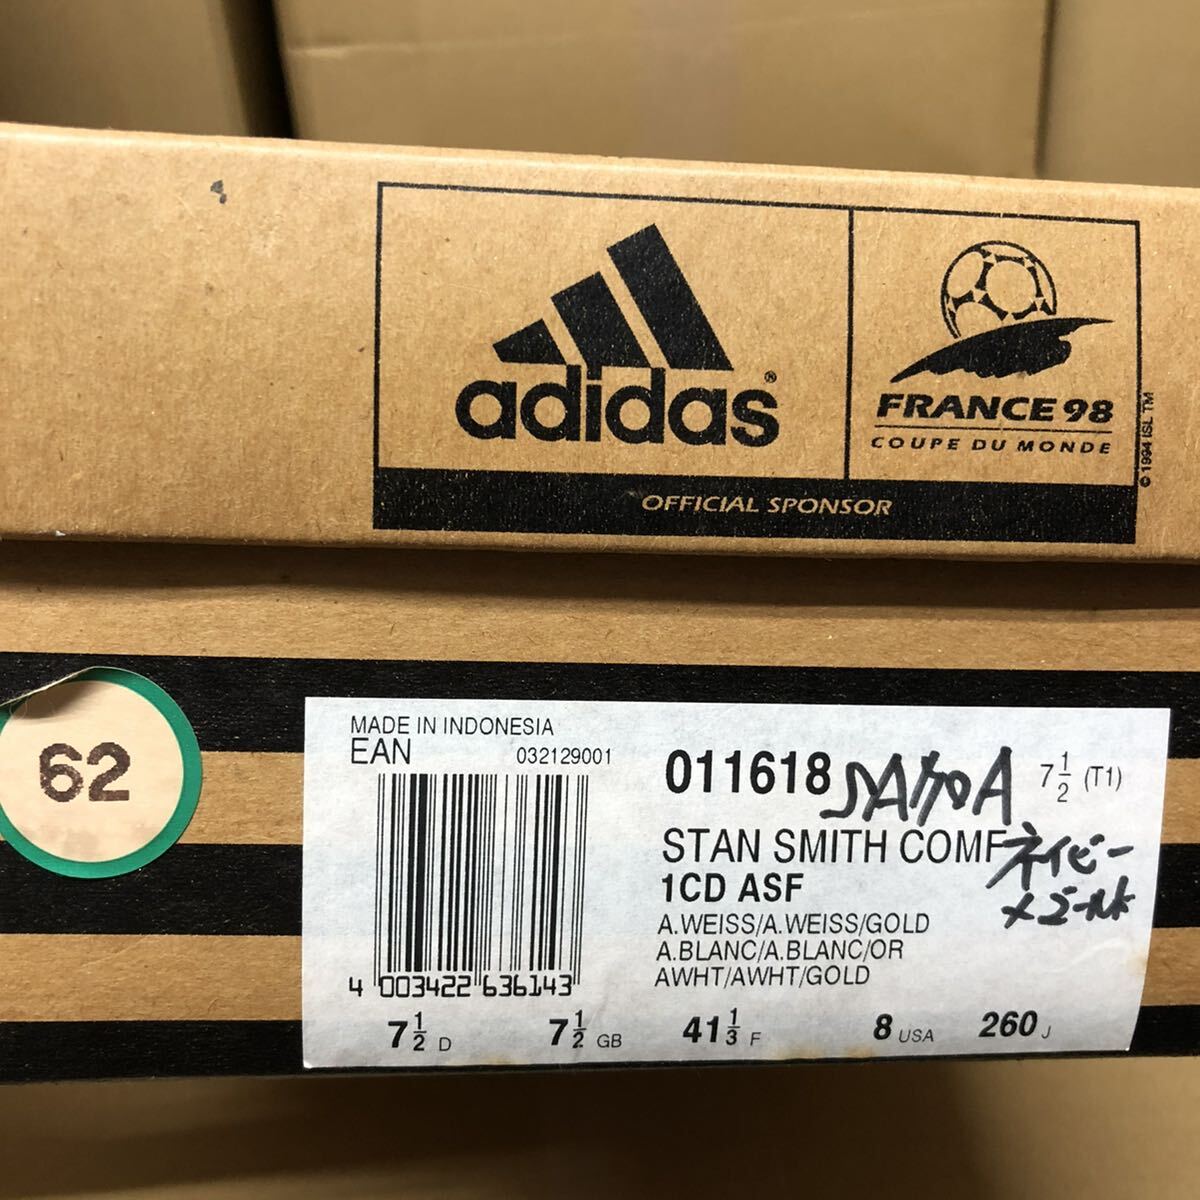 adidas®
FRANCE 98
COUPE DU MONDE
© 1994 ISL TM
OFFICIAL SPONSOR
62
MADE IN INDONESIA
EAN 032129001
011618
7 1/2 (T1)
STAN SMITH COMF
ネイビー
1CD ASF
×ゴールド
A.WEISS/A.WEISS/GOLD
A.BLANC/A.BLANC/OR
AWHT/AWHT/GOLD
4 003422 636143
7 1/2 D 7 1/2 GB 41 1/3 F 8 USA 260 J